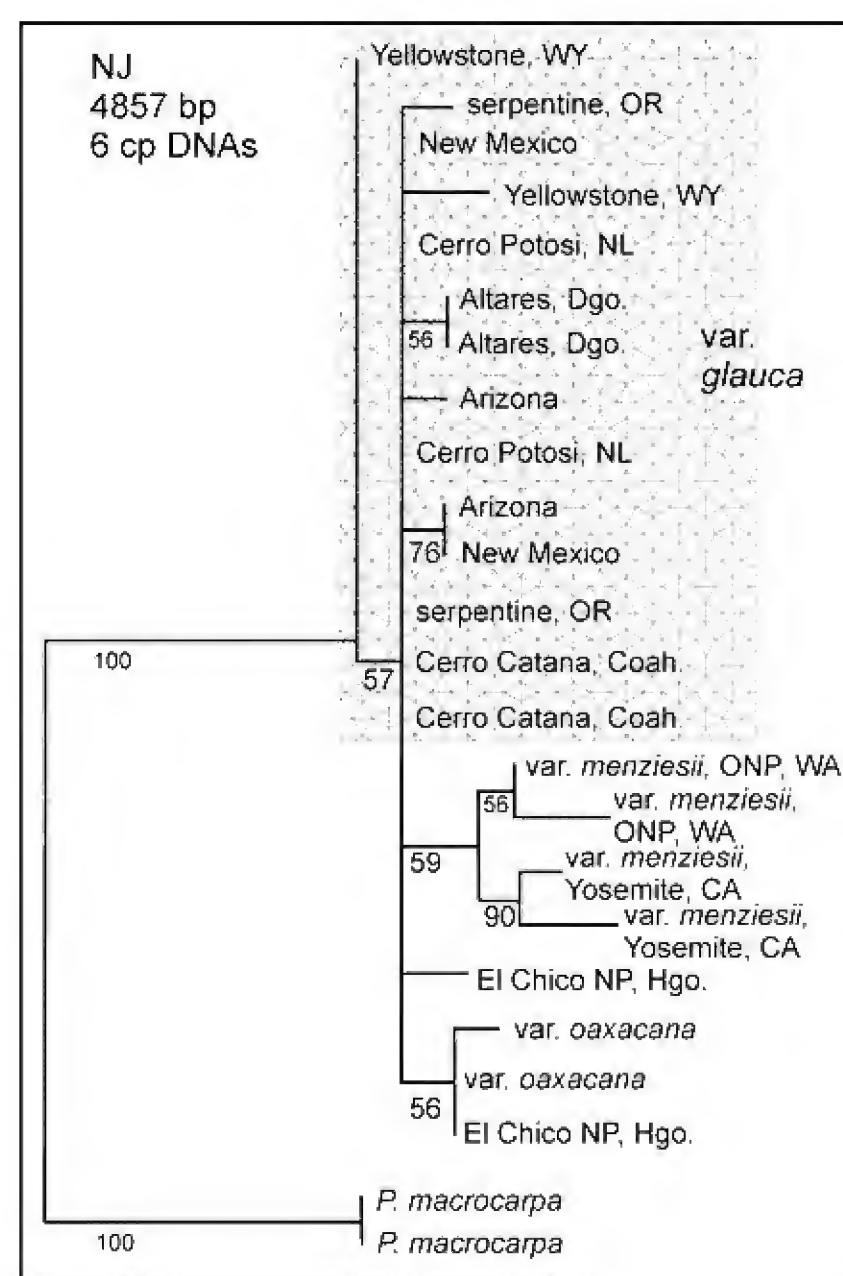 NJ
4857 bp
6 cp DNAs
Yellowstone, WY
serpentine, OR
New Mexico
Yellowstone, WY
Cerro Potosi, NL
Altares, Dgo.
56
Altares, Dgo.
var.
glauca
Arizona
Cerro Potosi, NL
Arizona
76
New Mexico
serpentine, OR
100
57
Cerro Catana, Coah.
Cerro Catana, Coah.
var. menziesii, ONP, WA
56
var. menziesii,
ONP, WA
59
var. menziesii,
Yosemite, CA
90
var. menziesii,
Yosemite, CA
El Chico NP, Hgo.
var. oaxacana
var. oaxacana
56
El Chico NP, Hgo.
P. macrocarpa
100
P. macrocarpa